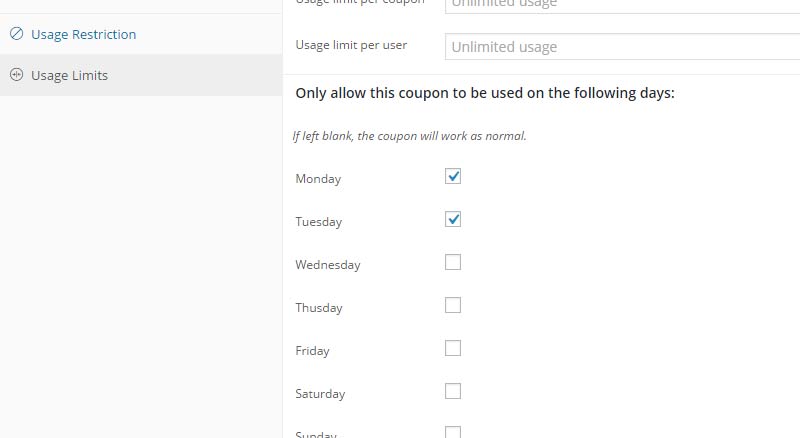 Usage limit per coupon Unlimited usage
Usage Restriction
Usage limit per user Unlimited usage
Usage Limits
Only allow this coupon to be used on the following days:
If left blank, the coupon will work as normal.
Monday
Tuesday
Wednesday
Thusday
Friday
Saturday
Sunday